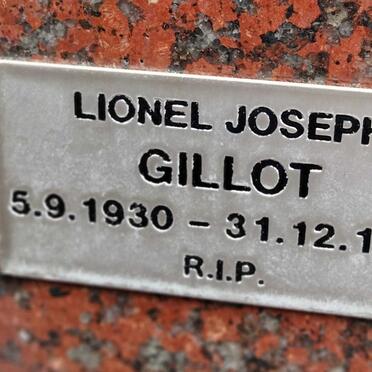 LIONEL JOSEPH
GILLOT
5.9.1930 - 31.12.1
R.I.P.